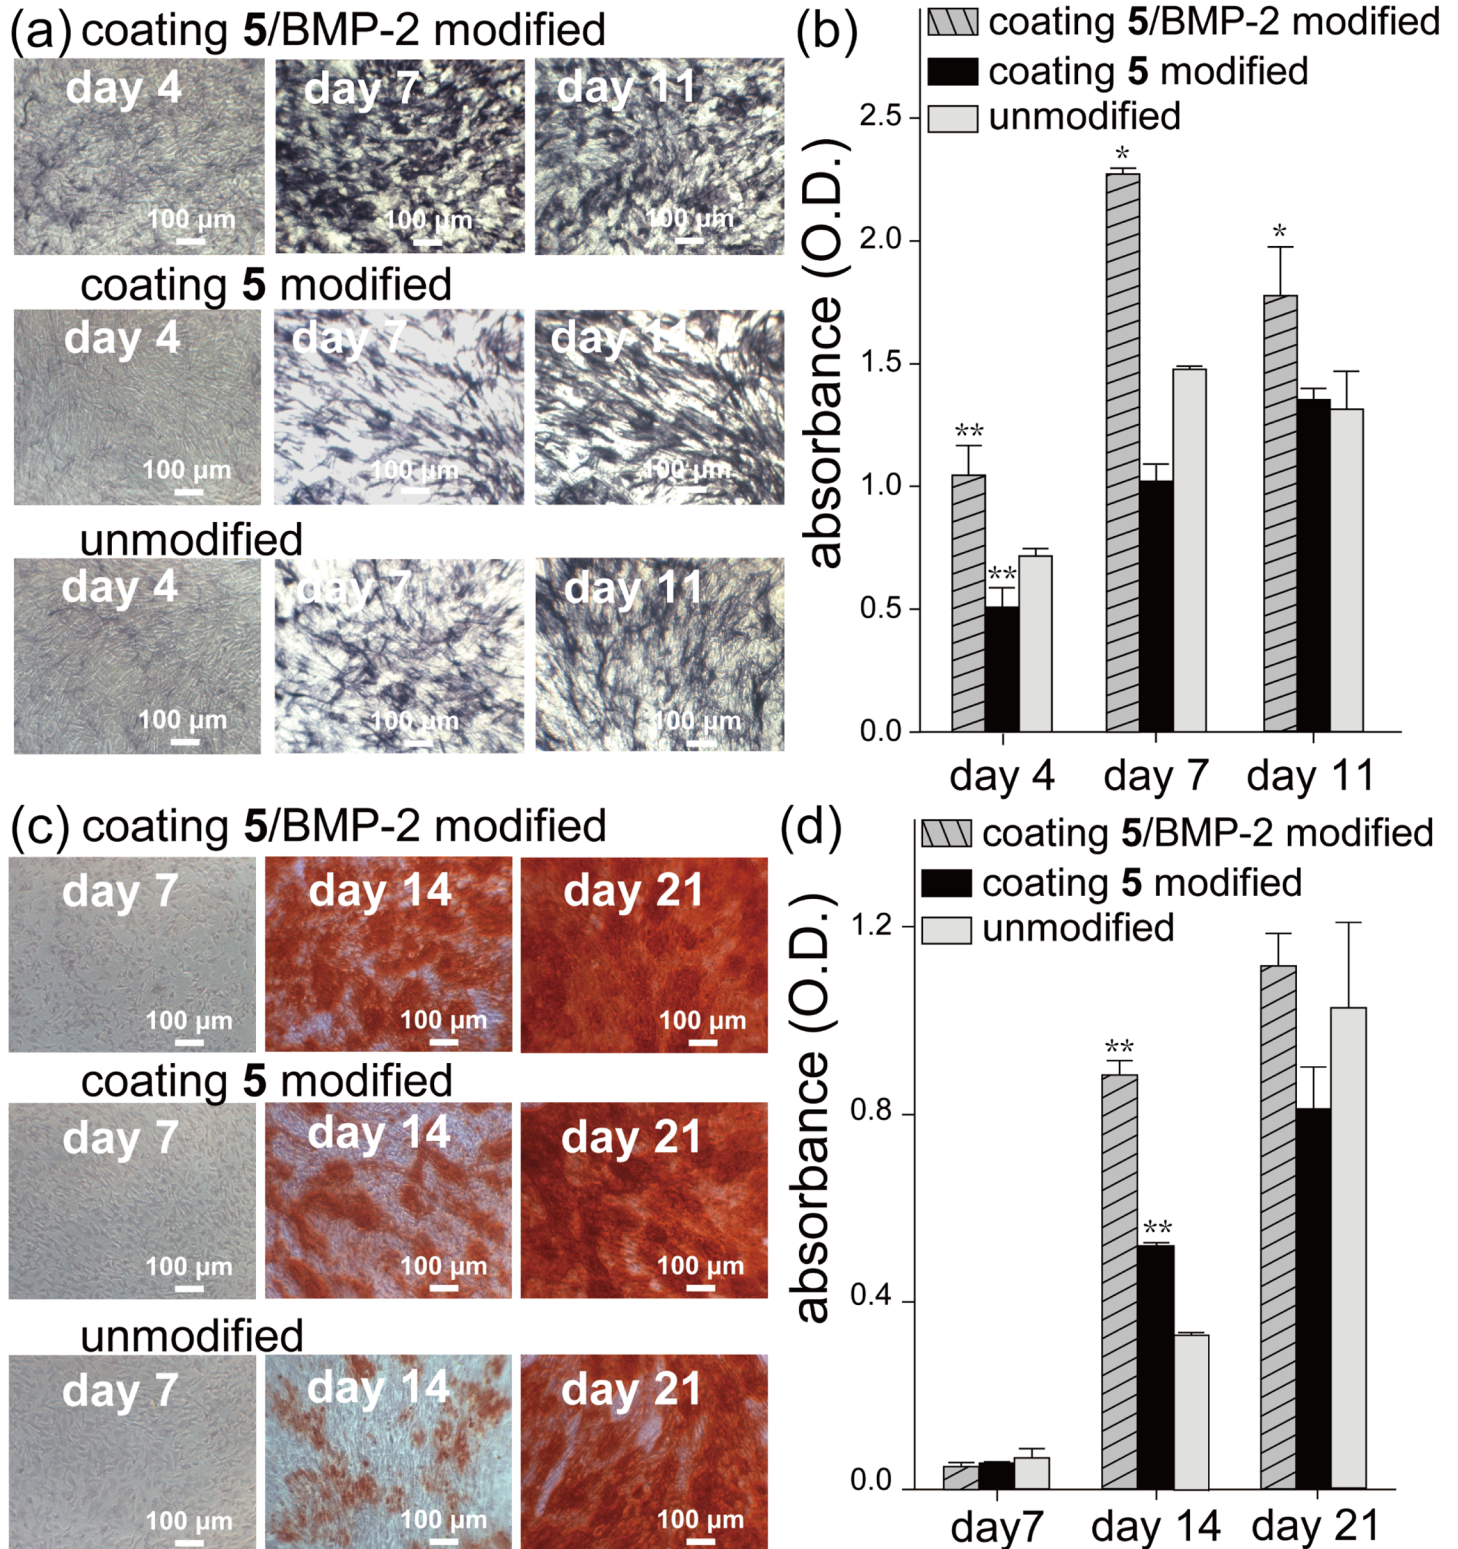 (a) coating 5/BMP-2 modified
day 4 day 7 day 11
100 µm 100 µm 100 µm
coating 5 modified
day 4 day 7 day 11
100 µm 100 µm 100 µm
unmodified
day 4 day 7 day 11
100 µm 100 µm 100 µm
(b)
coating 5/BMP-2 modified
coating 5 modified
unmodified
absorbance (O.D.)
2.5
2.0
1.5
1.0
0.5
0.0
** ** * *
day 4 day 7 day 11
(c) coating 5/BMP-2 modified
day 7 day 14 day 21
100 µm 100 µm 100 µm
coating 5 modified
day 7 day 14 day 21
100 µm 100 µm 100 µm
unmodified
day 7 day 14 day 21
100 µm 100 µm 100 µm
(d)
coating 5/BMP-2 modified
coating 5 modified
unmodified
absorbance (O.D.)
1.2
0.8
0.4
0.0
** **
day7 day 14 day 21